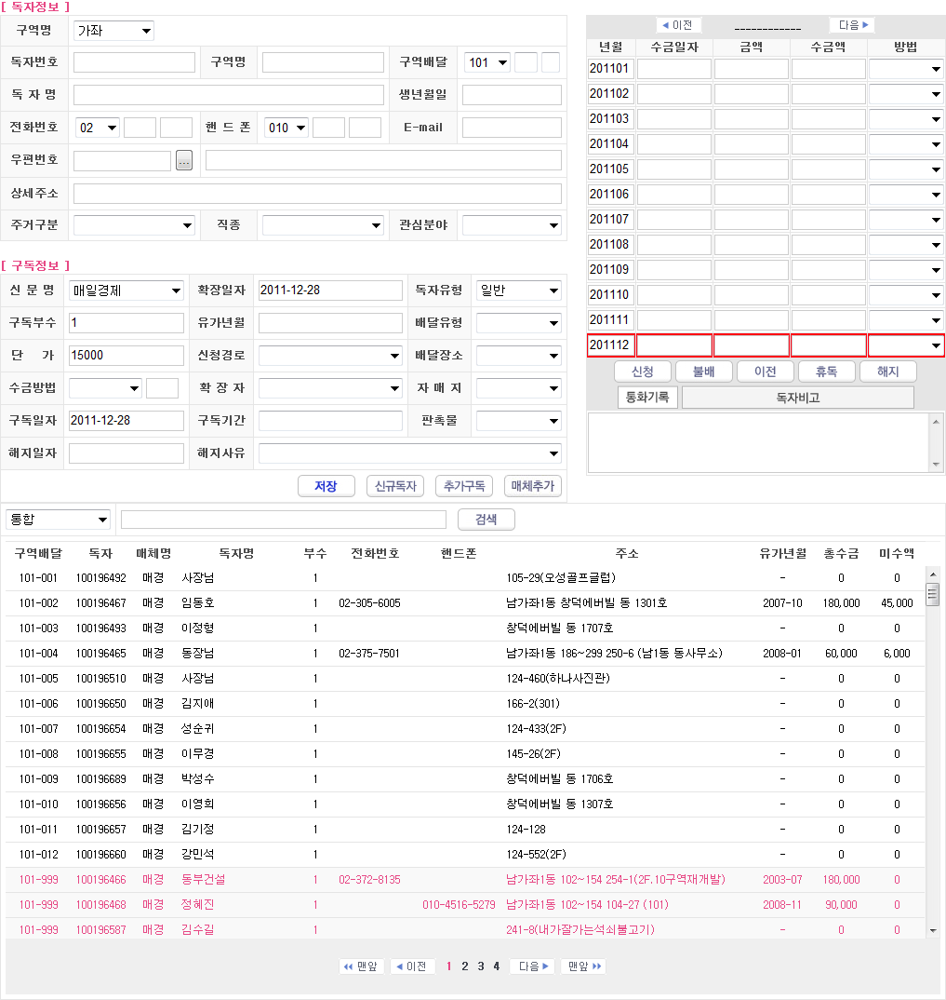 [ 독자정보 ]
구역명 가좌
독자번호 구역명 구역배달 101
독 자 명 생년월일
전화번호 02 핸 드 폰 010 E-mail
우편번호 ...
상세주소
주거구분 직종 관심분야
[ 구독정보 ]
신 문 명 매일경제 확장일자 2011-12-28 독자유형 일반
구독부수 1 유가년월 배달유형
단 가 15000 신청경로 배달장소
수금방법 확 장 자 자 매 지
구독일자 2011-12-28 구독기간 판촉물
해지일자 해지사유
저장 신규독자 추가구독 매체추가
이전 ____________ 다음
년월 수금일자 금액 수금액 방법
201101
201102
201103
201104
201105
201106
201107
201108
201109
201110
201111
201112
신청 불배 이전 휴독 해지
통화기록 독자비고
통합 검색
구역배달 독자 매체명 독자명 부수 전화번호 핸드폰 주소 유가년월 총수금 미수액
101-001 100196492 매경 사장님 1 105-29(오성골프클럽) - 0 0
101-002 100196467 매경 임동호 1 02-305-6005 남가좌1동 창덕에버빌 동 1301호 2007-10 180,000 45,000
101-003 100196493 매경 이정형 1 창덕에버빌 동 1707호 - 0 0
101-004 100196465 매경 동장님 1 02-375-7501 남가좌1동 186~299 250-6 (남1동 동사무소) 2008-01 60,000 6,000
101-005 100196510 매경 사장님 1 124-460(하나사진관) - 0 0
101-006 100196650 매경 김지애 1 166-2(301) - 0 0
101-007 100196654 매경 성순귀 1 124-433(2F) - 0 0
101-008 100196655 매경 이무경 1 145-26(2F) - 0 0
101-009 100196689 매경 박성수 1 창덕에버빌 동 1706호 - 0 0
101-010 100196656 매경 이영희 1 창덕에버빌 동 1307호 - 0 0
101-011 100196657 매경 김기정 1 124-128 - 0 0
101-012 100196660 매경 강민석 1 124-552(2F) - 0 0
101-999 100196466 매경 동부건설 1 02-372-8135 남가좌1동 102~154 254-1(2F.10구역재개발) 2003-07 180,000 0
101-999 100196468 매경 정혜진 1 010-4516-5279 남가좌1동 102~154 104-27 (101) 2008-11 90,000 0
101-999 100196587 매경 김수길 1 241-8(내가잘가는석쇠불고기) - 0 0
맨앞 이전 1 2 3 4 다음 맨앞